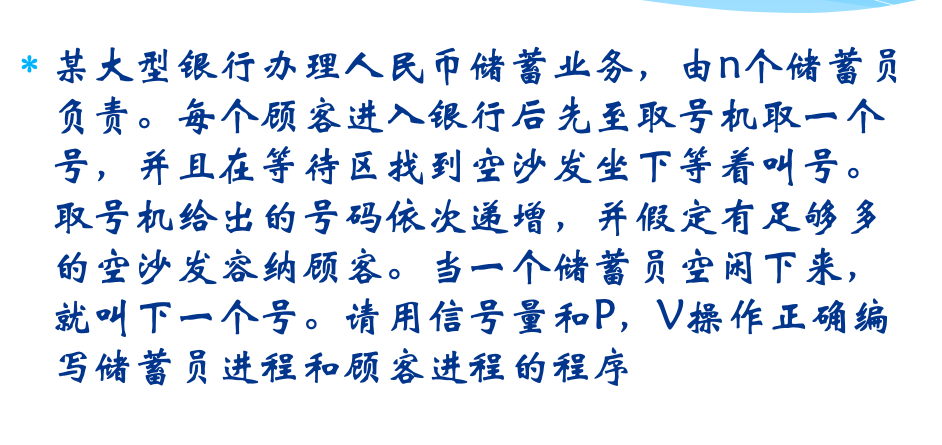 * 某大型银行办理人民币储蓄业务，由n个储蓄员
负责。每个顾客进入银行后先至取号机取一个
号，并且在等待区找到空沙发坐下等着叫号。
取号机给出的号码依次递增，并假定有足够多
的空沙发容纳顾客。当一个储蓄员空闲下来，
就叫下一个号。请用信号量和P，V操作正确编
写储蓄员进程和顾客进程的程序